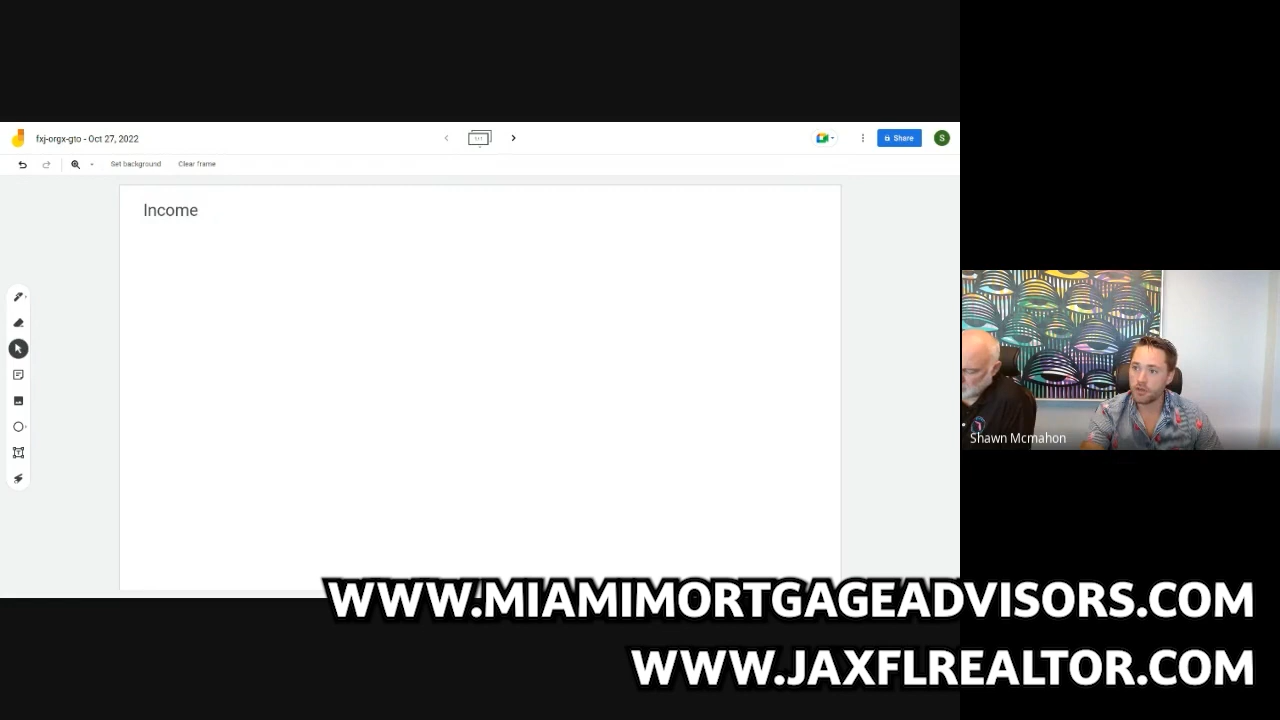 fxj-orgx-gto - Oct 27, 2022
Share
S
Set background
Clear frame
Income
Shawn Mcmahon
WWW.MIAMIMORTGAGEADVISORS.COM
WWW.JAXFLREALTOR.COM